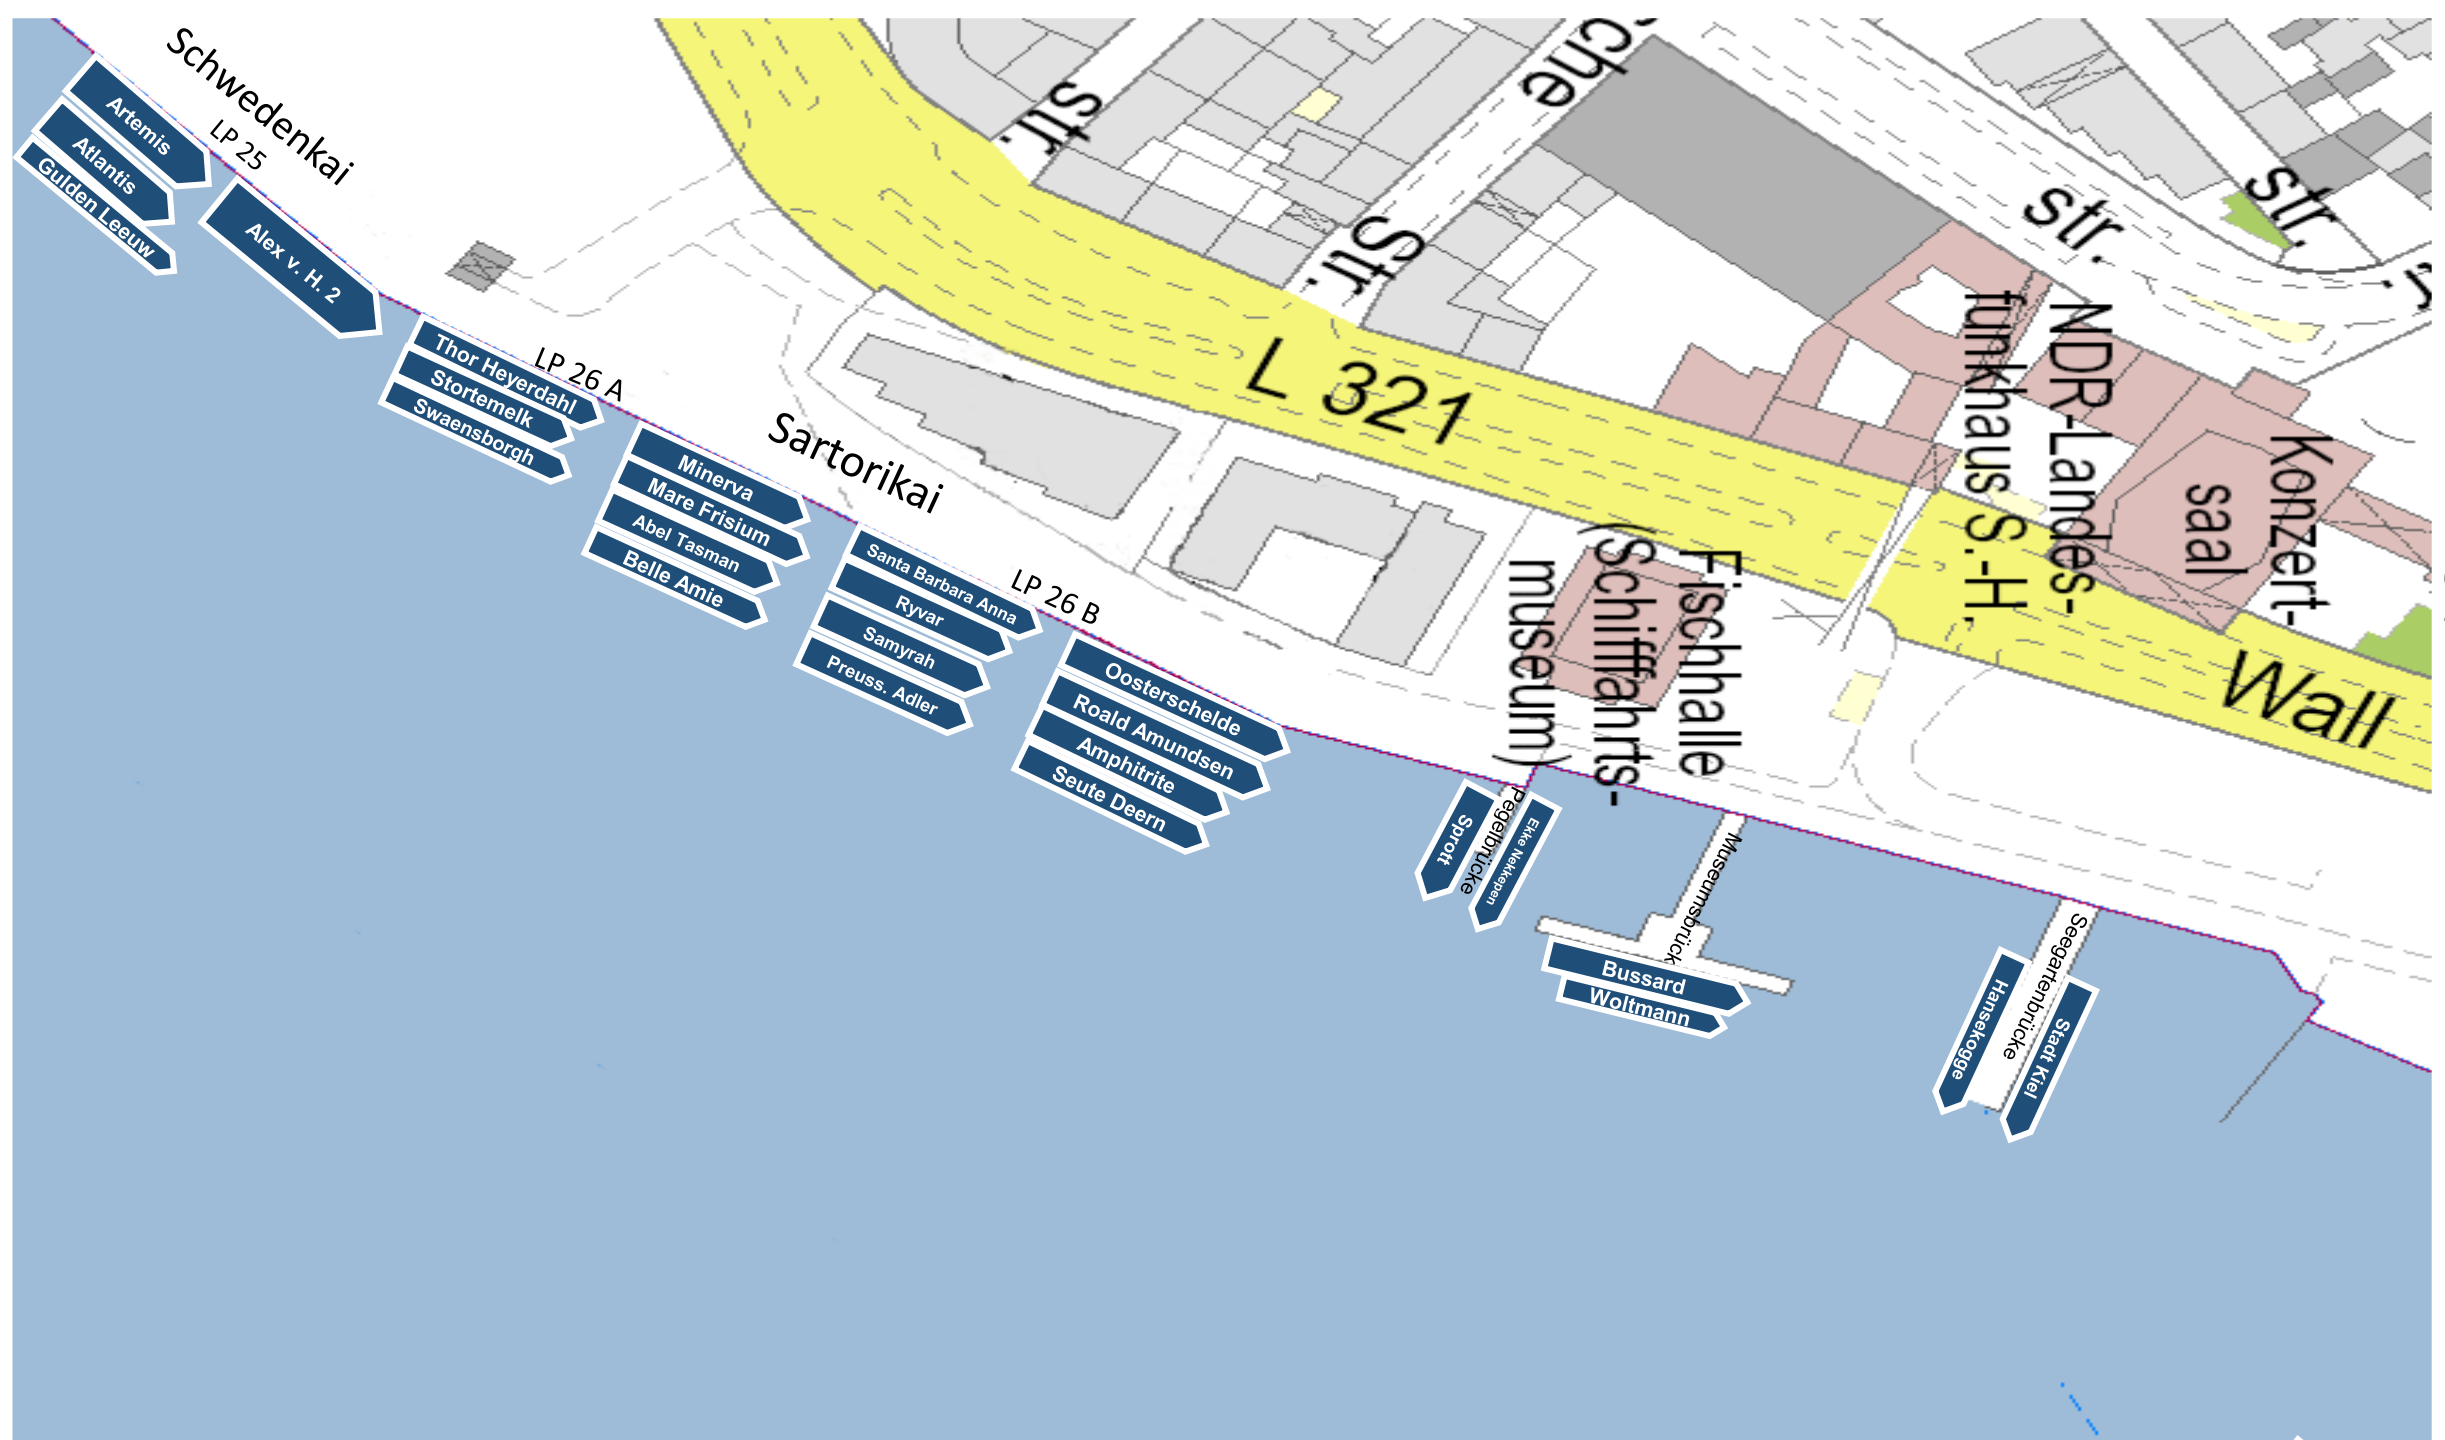 Schwedenkai
LP 25
Artemis
Atlantis
Gulden Leeuw
Alex v. H. 2
LP 26 A
Thor Heyerdahl
Stortemelk
Swaensborgh
Sartorikai
Minerva
Mare Frisium
Abel Tasman
Belle Amie
LP 26 B
Santa Barbara Anna
Ryvar
Samyrah
Preuss. Adler
Oosterschelde
Roald Amundsen
Amphitrite
Seute Deern
str.
che
Str.
L 321
str.
str.
NDR-Landes-
funkhaus S.-H.
Konzert-
saal
Wall
Fischhalle
(Schifffahrts-
museum)
Sprott
Pegelbrücke
Ekke Nekkepen
Museumsbrück
Bussard
Woltmann
Hansekogge
Seegartenbrücke
Stadt Kiel